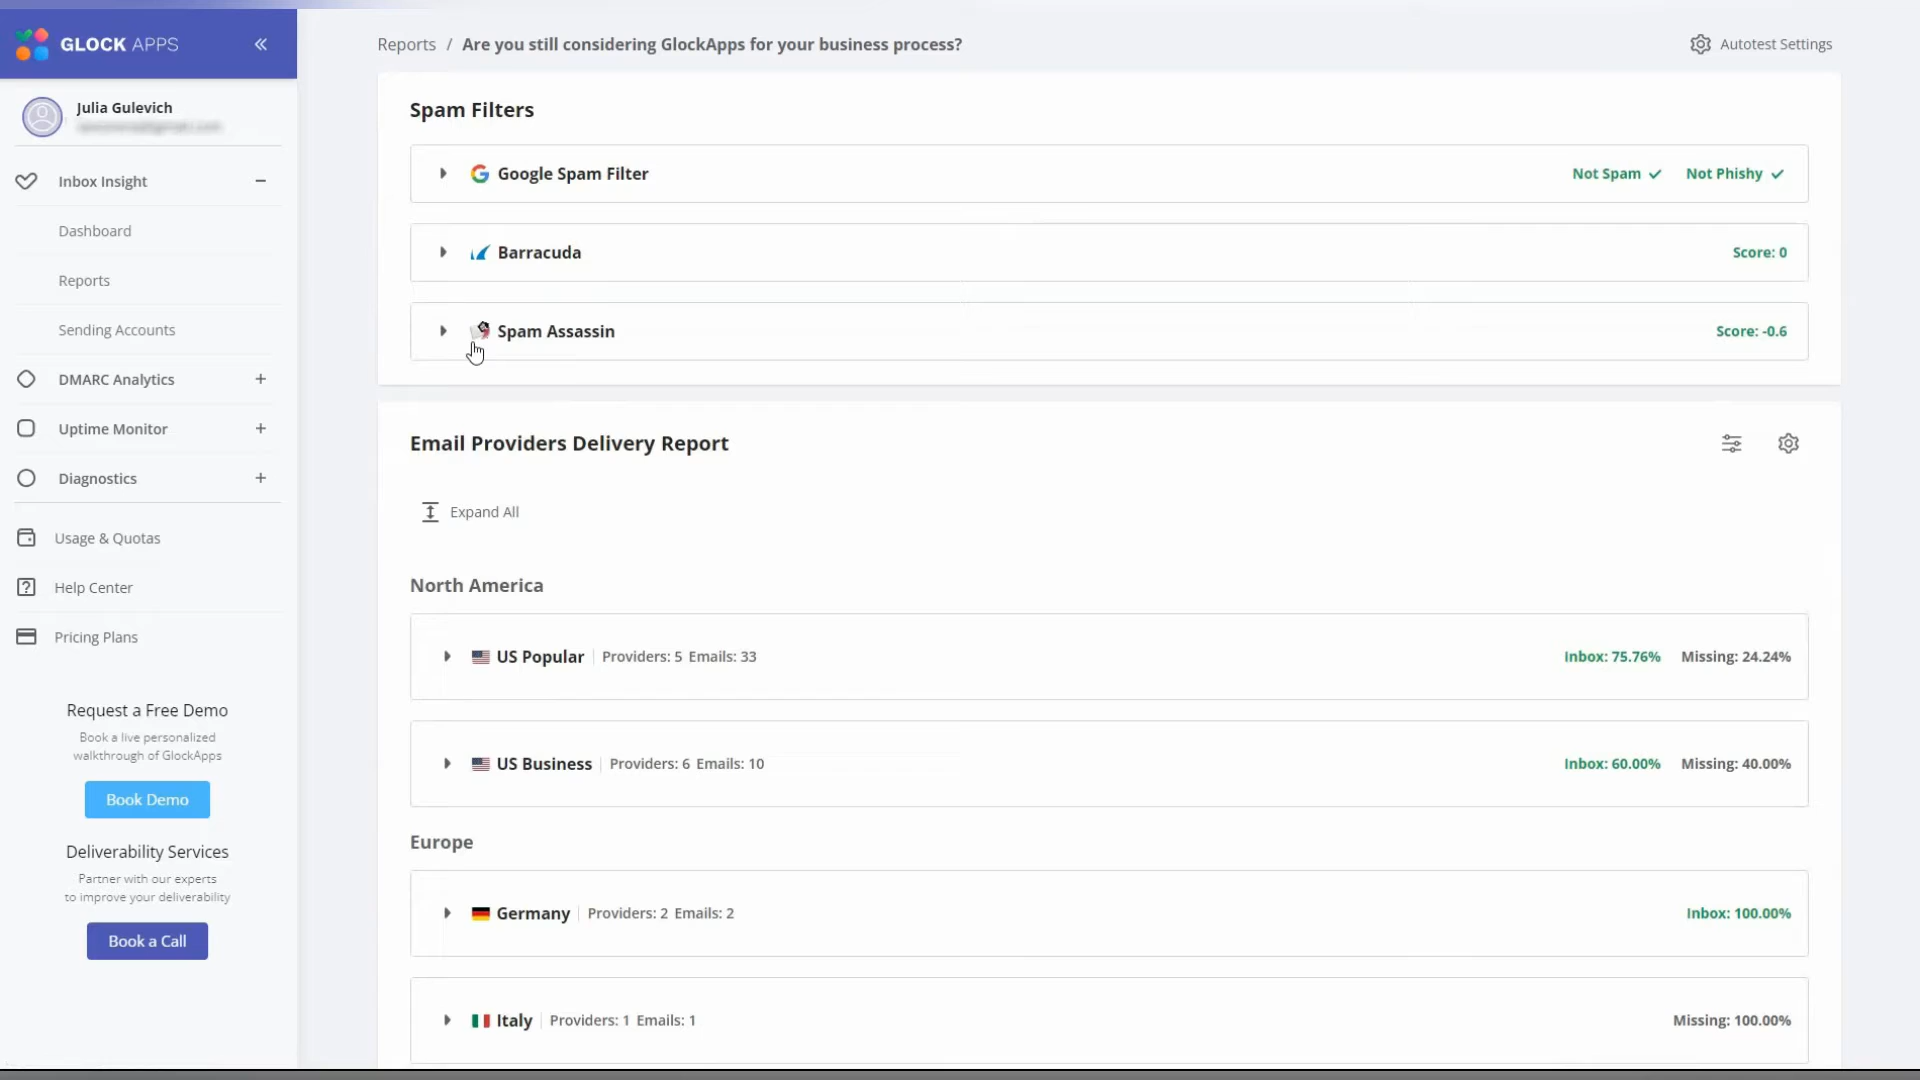 GLOCK APPS
Reports / Are you still considering GlockApps for your business process?
Autotest Settings
Julia Gulevich
Inbox Insight
Dashboard
Reports
Sending Accounts
DMARC Analytics
Uptime Monitor
Diagnostics
Usage & Quotas
Help Center
Pricing Plans
Request a Free Demo
Book a live personalized
walkthrough of GlockApps
Book Demo
Deliverability Services
Partner with our experts
to improve your deliverability
Book a Call
Spam Filters
Google Spam Filter Not Spam Not Phishy
Barracuda Score: 0
Spam Assassin Score: -0.6
Email Providers Delivery Report
Expand All
North America
US Popular Providers: 5 Emails: 33 Inbox: 75.76% Missing: 24.24%
US Business Providers: 6 Emails: 10 Inbox: 60.00% Missing: 40.00%
Europe
Germany Providers: 2 Emails: 2 Inbox: 100.00%
Italy Providers: 1 Emails: 1 Missing: 100.00%